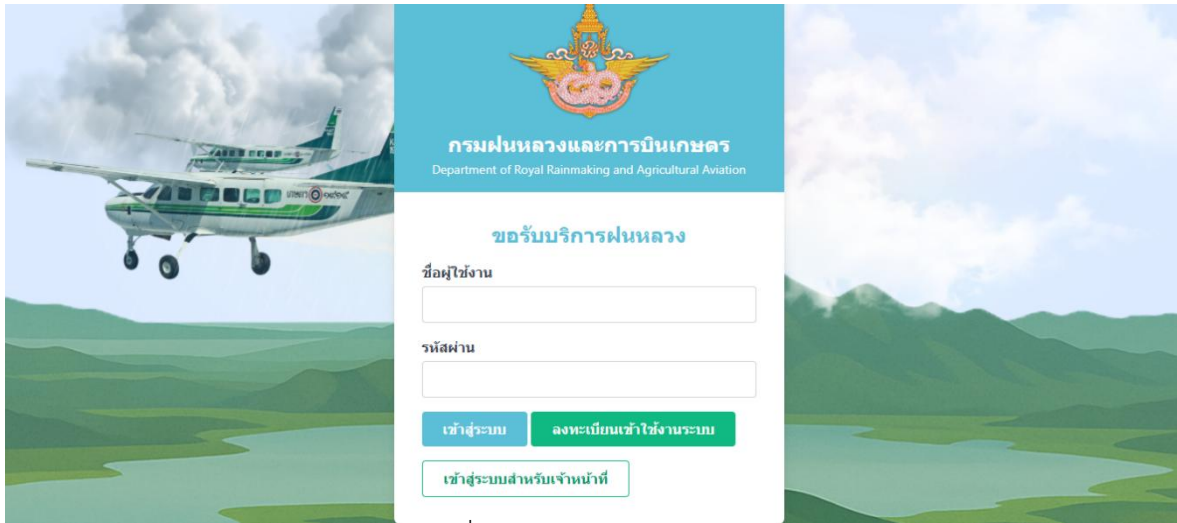 กรมฝนหลวงและการบินเกษตร
Department of Royal Rainmaking and Agricultural Aviation
ขอรับบริการฝนหลวง
ชื่อผู้ใช้งาน
รหัสผ่าน
เข้าสู่ระบบ
ลงทะเบียนเข้าใช้งานระบบ
เข้าสู่ระบบสำหรับเจ้าหน้าที่